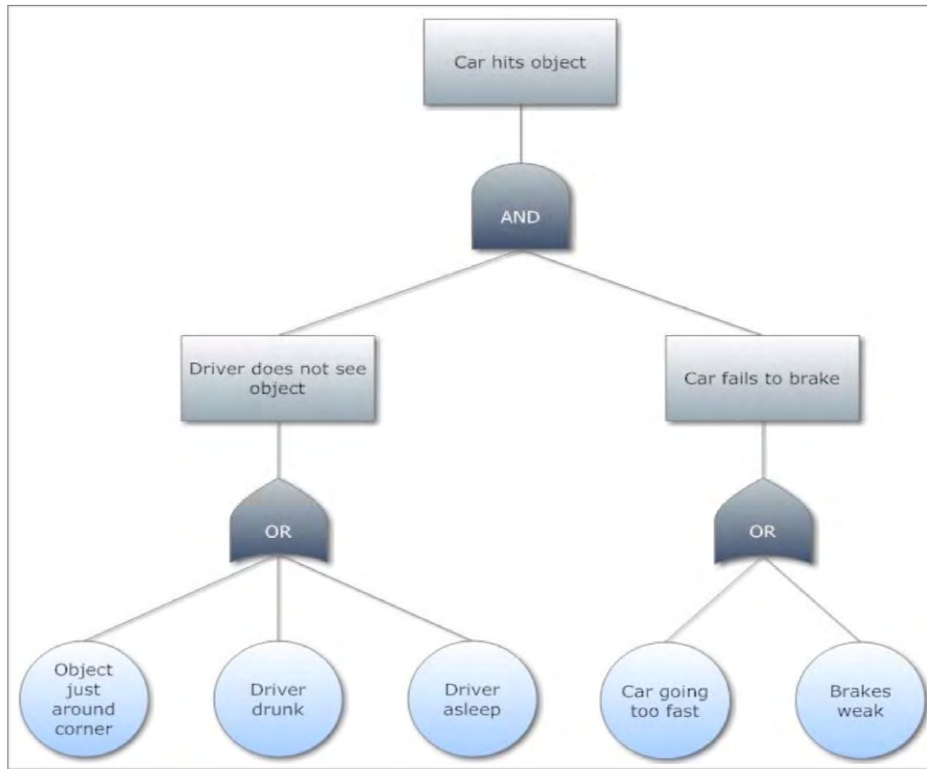 Car hits object
AND
Driver does not see
object
Car fails to brake
OR
OR
Object
just
around
corner
Driver
drunk
Driver
asleep
Car going
too fast
Brakes
weak